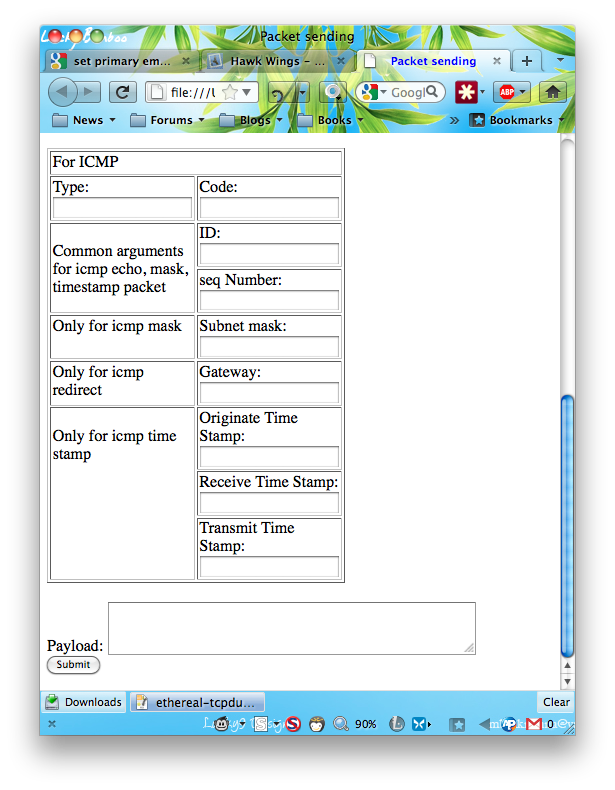 Packet sending
set primary em...
Hawk Wings – ...
Packet sending
file:///
Googl
ABP
News
Forums
Blogs
Books
»
Bookmarks
For ICMP
Type:
Code:
Common arguments
for icmp echo, mask,
timestamp packet
ID:
seq Number:
Only for icmp mask
Subnet mask:
Only for icmp
redirect
Gateway:
Only for icmp time
stamp
Originate Time
Stamp:
Receive Time Stamp:
Transmit Time
Stamp:
Payload:
Submit
Downloads
ethereal-tcpdu...
Clear
90%
0